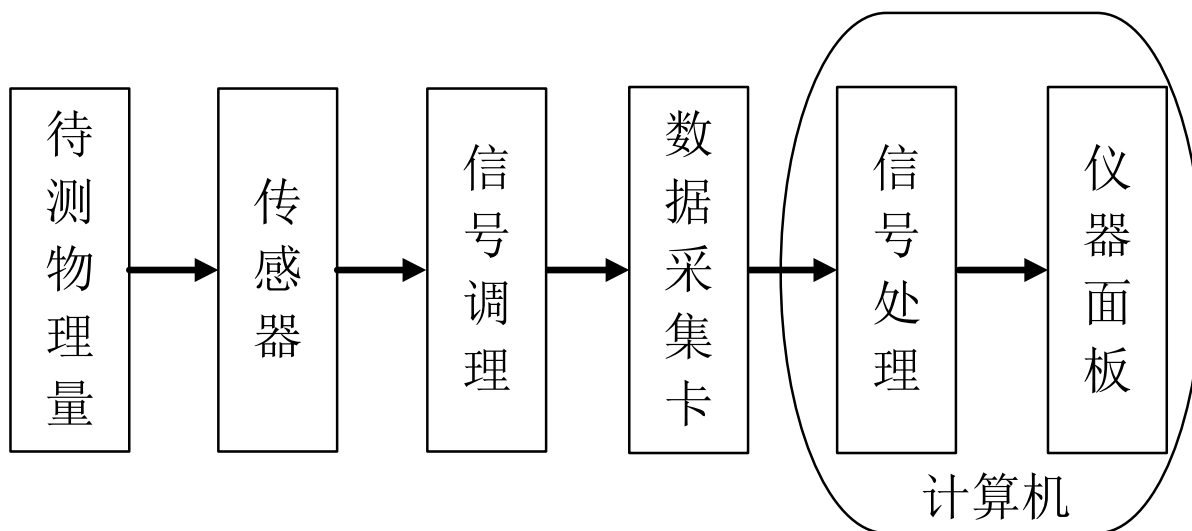 待测物理量
传感器
信号调理
数据采集卡
信号处理
仪器面板
计算机